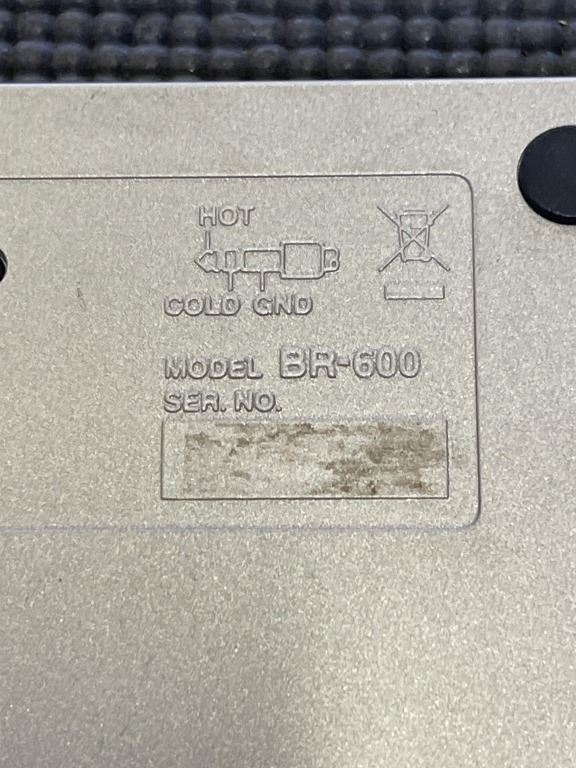 HOT
COLD GND
MODEL BR-600
SER. NO.